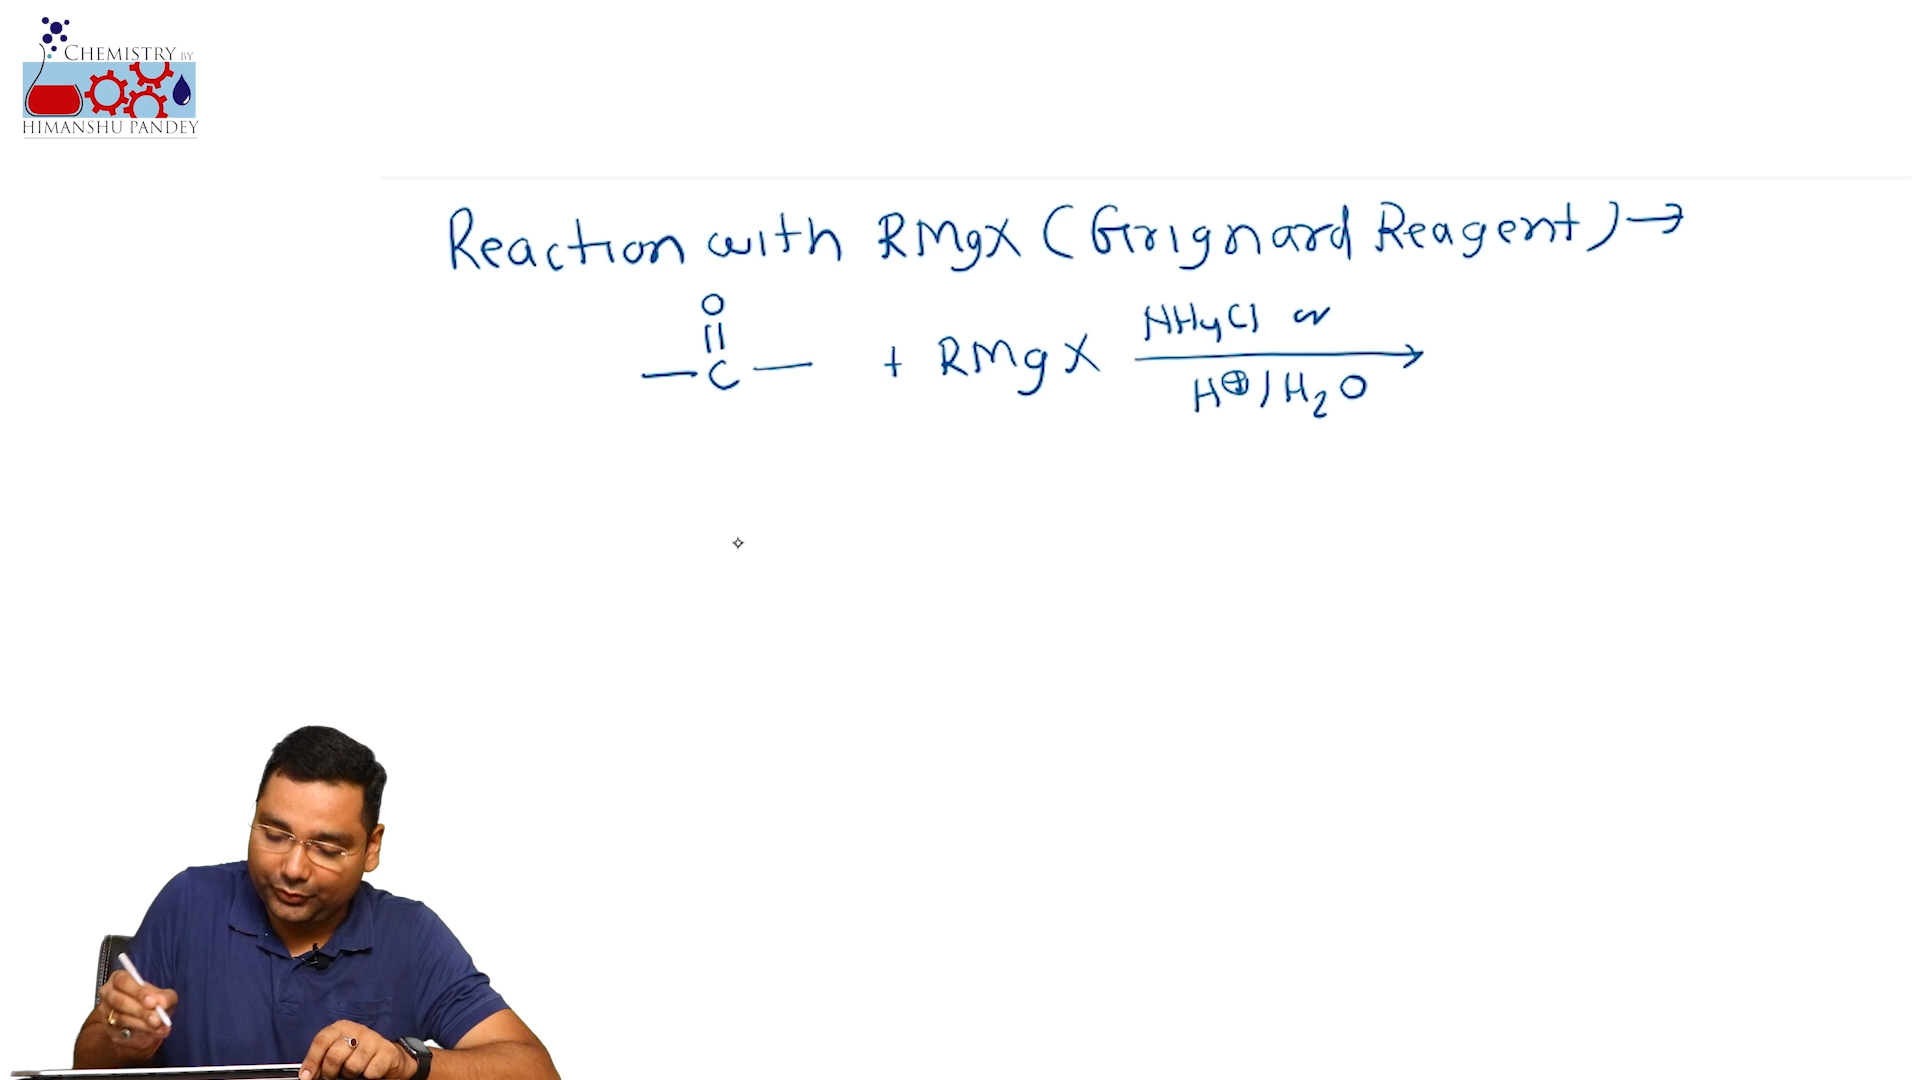 CHEMISTRY BY
HIMANSHU PANDEY
Reaction with RMgX (Grignard Reagent) →
O
||
—C— + RMgX NH4Cl or
H⊕/H2O